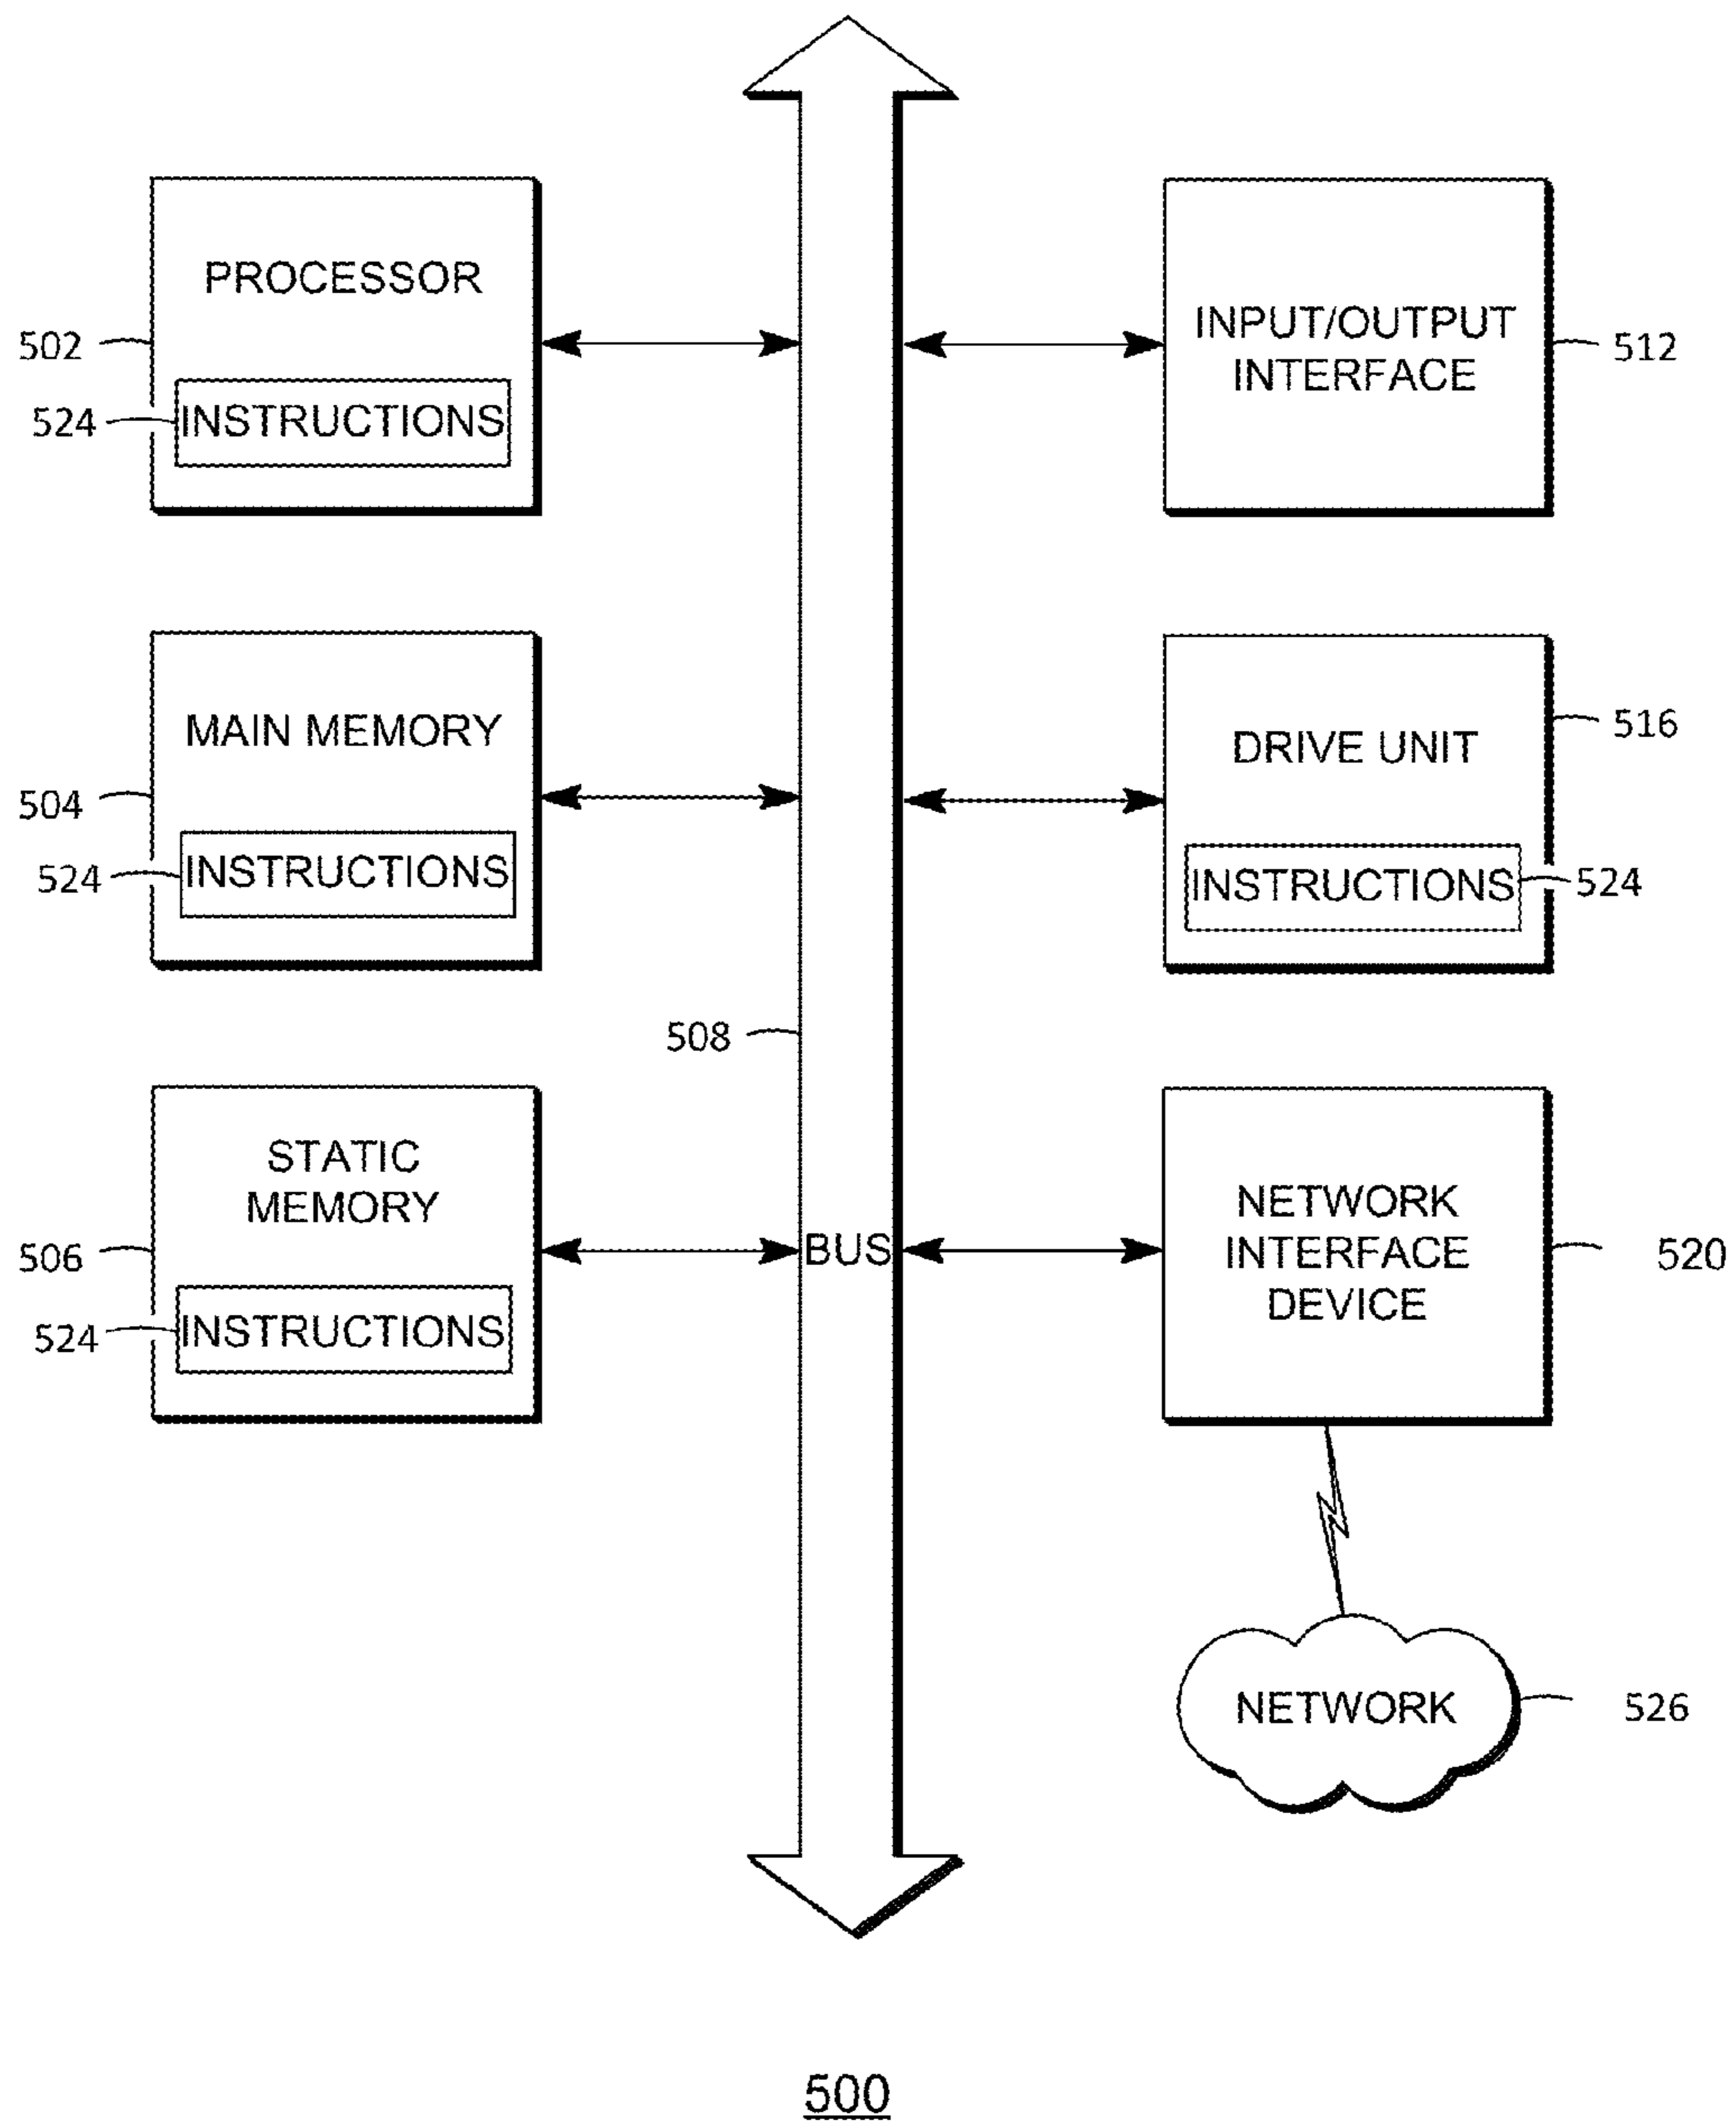 PROCESSOR
502
524
INSTRUCTIONS
INPUT/OUTPUT
INTERFACE
512
MAIN MEMORY
504
524
INSTRUCTIONS
DRIVE UNIT
516
INSTRUCTIONS
524
508
STATIC
MEMORY
506
524
INSTRUCTIONS
BUS
NETWORK
INTERFACE
DEVICE
520
NETWORK
526
500